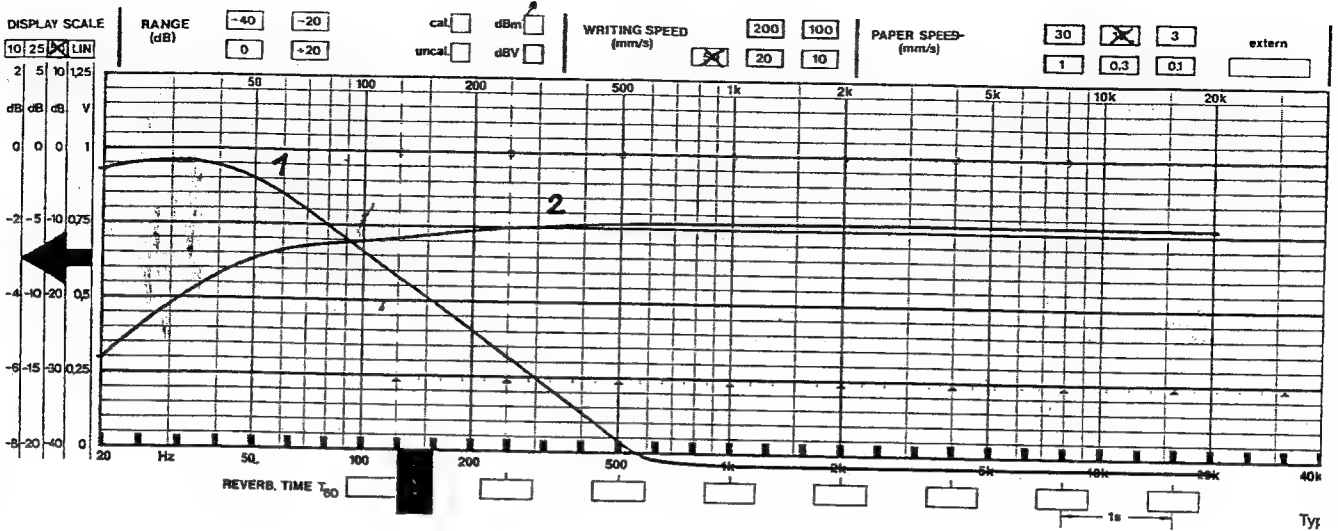 DISPLAY SCALE
10 25 50 LIN
RANGE
(dB)
-40 -20
0 +20
cal. dBm
uncal. dBV
WRITING SPEED
(mm/s)
200 100
20 10
PAPER SPEED
(mm/s)
30 3
1 0.3 0.1
extern
2 5 10 1,25
50 100 200 500 1k 2k 5k 10k 20k
dB dB dB V
0 0 0 1
1
-2 -5 -10 0,75
2
-4 -10 -20 0,5
-6 -15 -30 0,25
-8 -20 -40 0
20 Hz 50 100 200 500 1k 2k 5k 10k 20k 40k
REVERB. TIME T60
1s